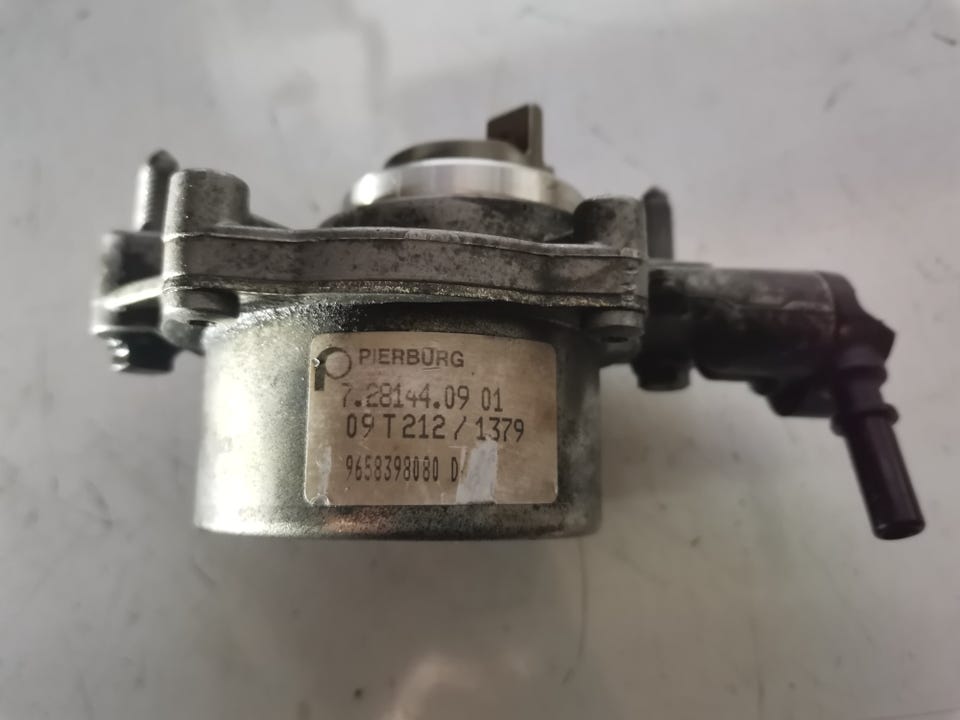 PIERBURG
7.28144.09 01
09 T 212 / 1379
9658398080 D